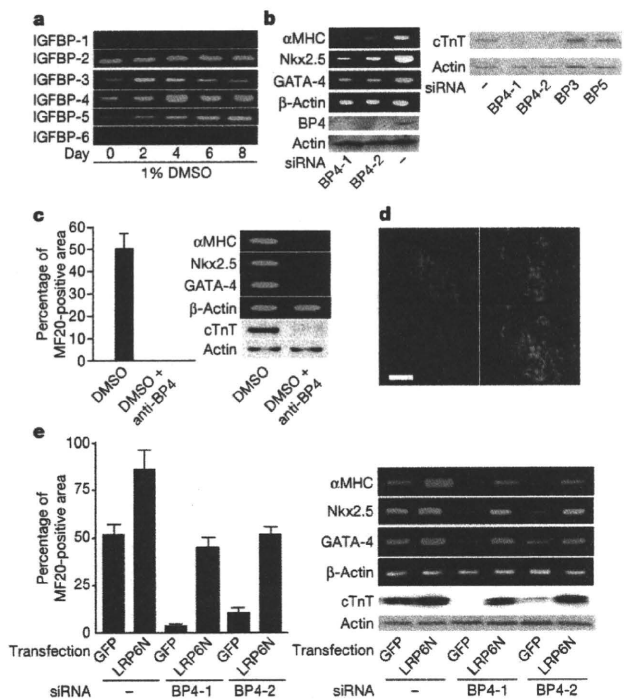 a
IGFBP-1
IGFBP-2
IGFBP-3
IGFBP-4
IGFBP-5
IGFBP-6
Day 0 2 4 6 8
1% DMSO
b
αMHC
Nkx2.5
GATA-4
β-Actin
BP4
Actin
siRNA BP4-1 BP4-2 –
cTnT
Actin
siRNA – BP4-1 BP4-2 BP3 BP5
c
Percentage of
MF20-positive area
60
50
40
30
20
10
0
DMSO
DMSO +
anti-BP4
αMHC
Nkx2.5
GATA-4
β-Actin
cTnT
Actin
DMSO
DMSO +
anti-BP4
d
e
Percentage of
MF20-positive area
100
75
50
25
0
Transfection GFP LRP6N GFP LRP6N GFP LRP6N
siRNA – BP4-1 BP4-2
αMHC
Nkx2.5
GATA-4
β-Actin
cTnT
Actin
Transfection GFP LRP6N GFP LRP6N GFP LRP6N
siRNA – BP4-1 BP4-2